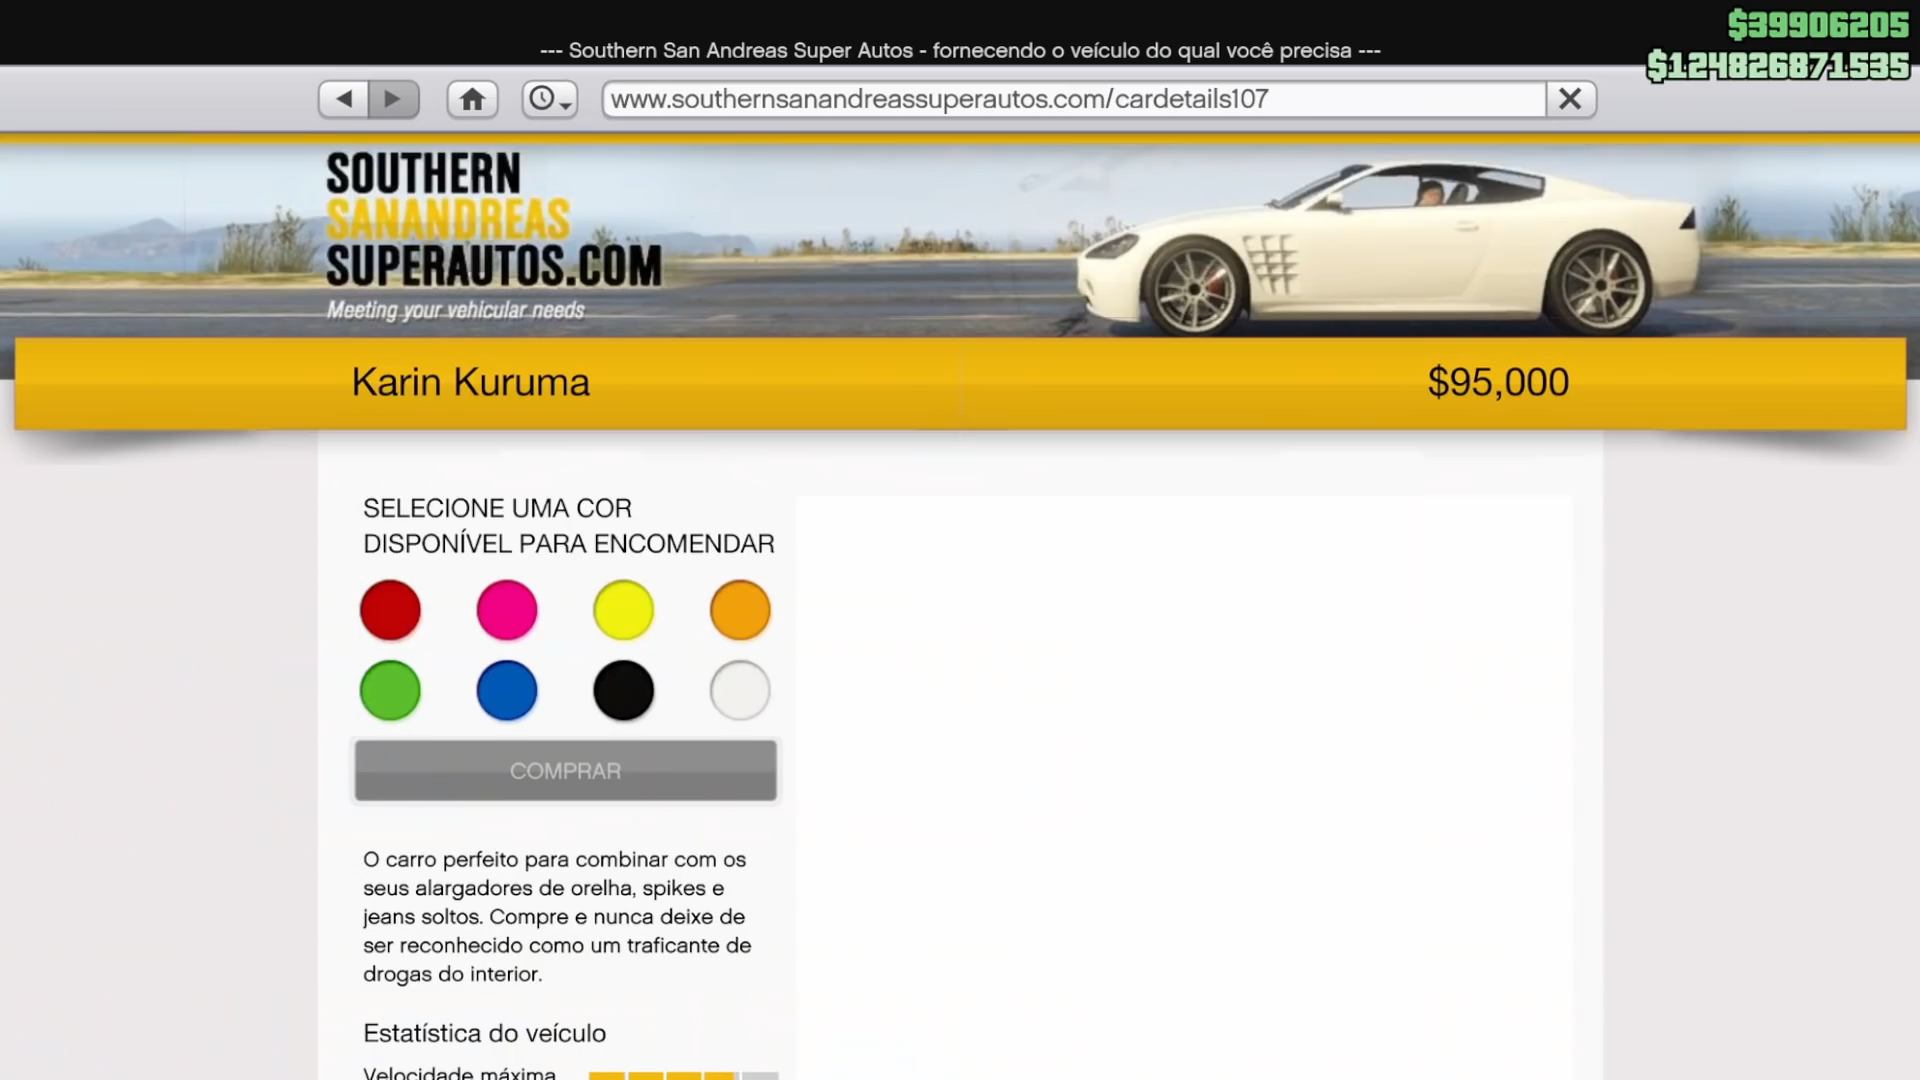 $39906205
--- Southern San Andreas Super Autos - fornecendo o veículo do qual você precisa ---
$124826871535
www.southernsanandreassuperautos.com/cardetails107
SOUTHERN
SANANDREAS
SUPERAUTOS.COM
Meeting your vehicular needs
Karin Kuruma
$95,000
SELECIONE UMA COR
DISPONÍVEL PARA ENCOMENDAR
COMPRAR
O carro perfeito para combinar com os
seus alargadores de orelha, spikes e
jeans soltos. Compre e nunca deixe de
ser reconhecido como um traficante de
drogas do interior.
Estatística do veículo
Velocidade máxima